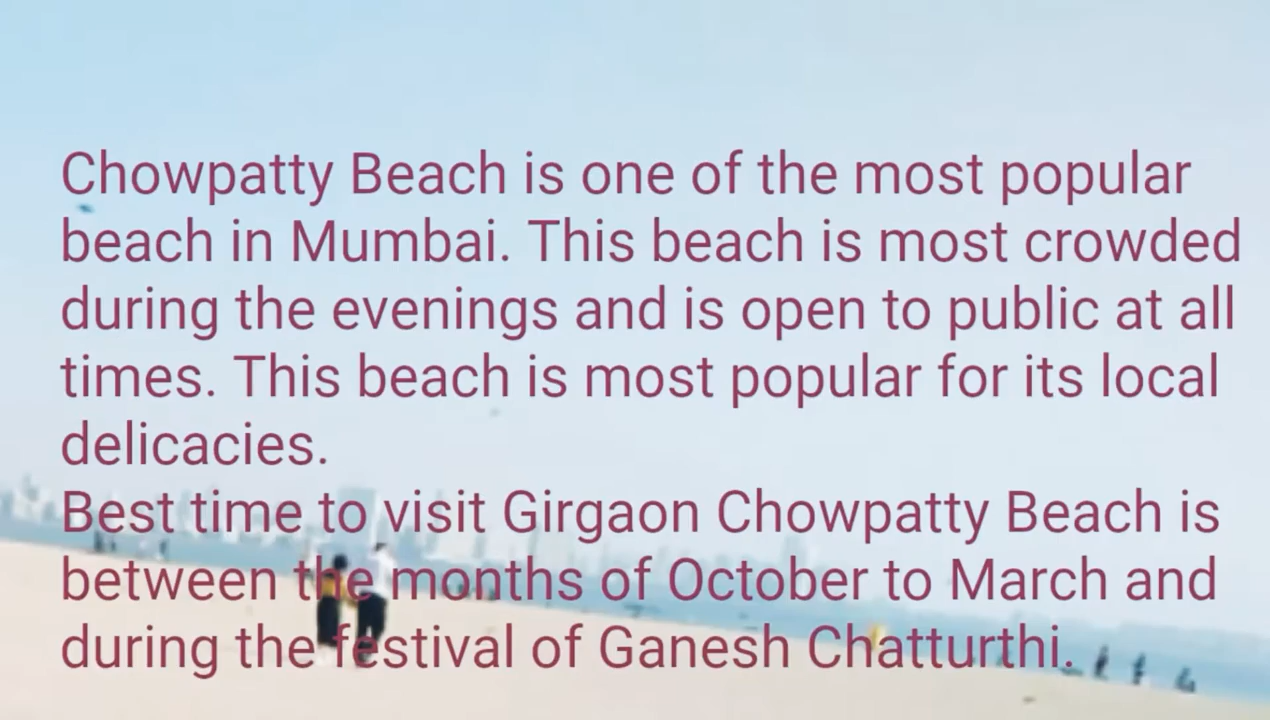 Chowpatty Beach is one of the most popular
beach in Mumbai. This beach is most crowded
during the evenings and is open to public at all
times. This beach is most popular for its local
delicacies.
Best time to visit Girgaon Chowpatty Beach is
between the months of October to March and
during the festival of Ganesh Chatturthi.